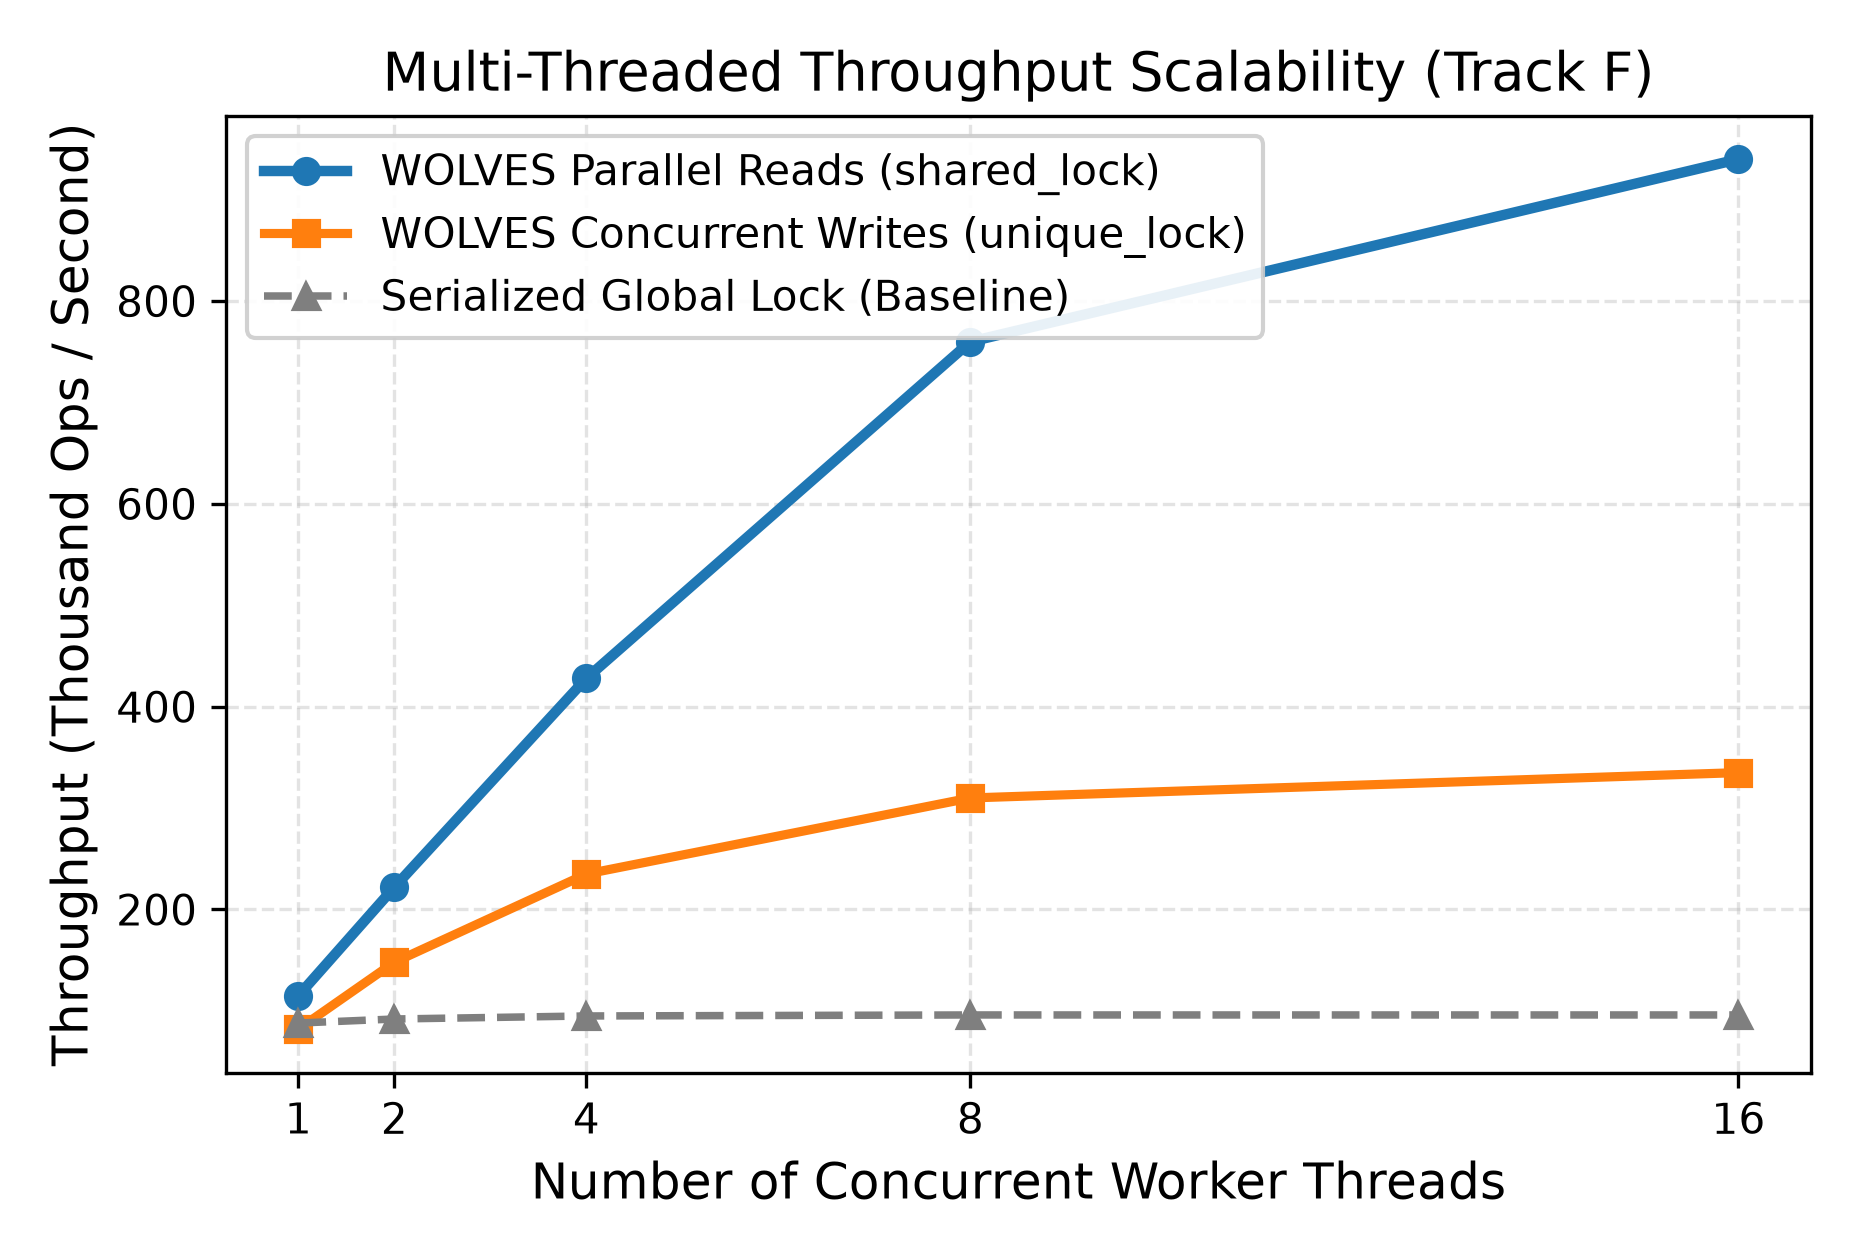 Multi-Threaded Throughput Scalability (Track F)
WOLVES Parallel Reads (shared_lock)
WOLVES Concurrent Writes (unique_lock)
Serialized Global Lock (Baseline)
Throughput (Thousand Ops / Second)
800
600
400
200
1 2 4 8 16
Number of Concurrent Worker Threads